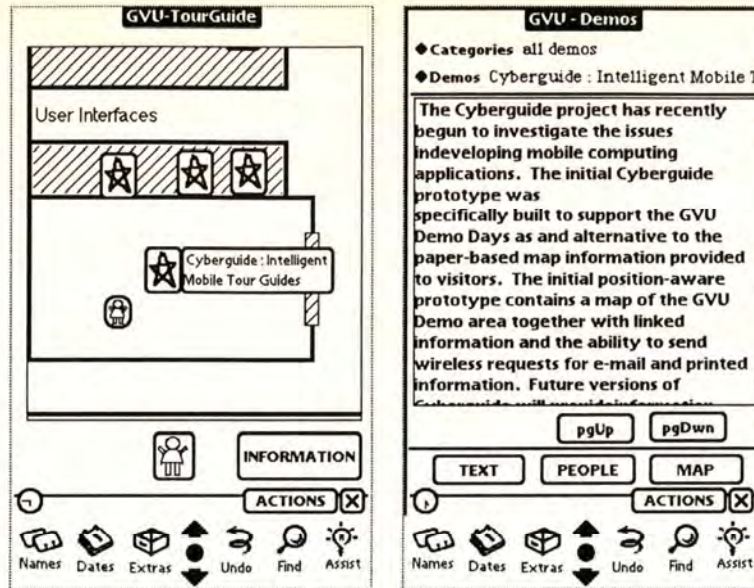 GVU-TourGuide
User Interfaces
Cyberguide : Intelligent
Mobile Tour Guides
INFORMATION
ACTIONS
Names Dates Extras Undo Find Assist
GVU - Demos
Categories all demos
Demos Cyberguide : Intelligent Mobile T
The Cyberguide project has recently
begun to investigate the issues
indeveloping mobile computing
applications. The initial Cyberguide
prototype was
specifically built to support the GVU
Demo Days as and alternative to the
paper-based map information provided
to visitors. The initial position-aware
prototype contains a map of the GVU
Demo area together with linked
information and the ability to send
wireless requests for e-mail and printed
information. Future versions of
pgUp pgDwn
TEXT PEOPLE MAP
ACTIONS
Names Dates Extras Undo Find Assist